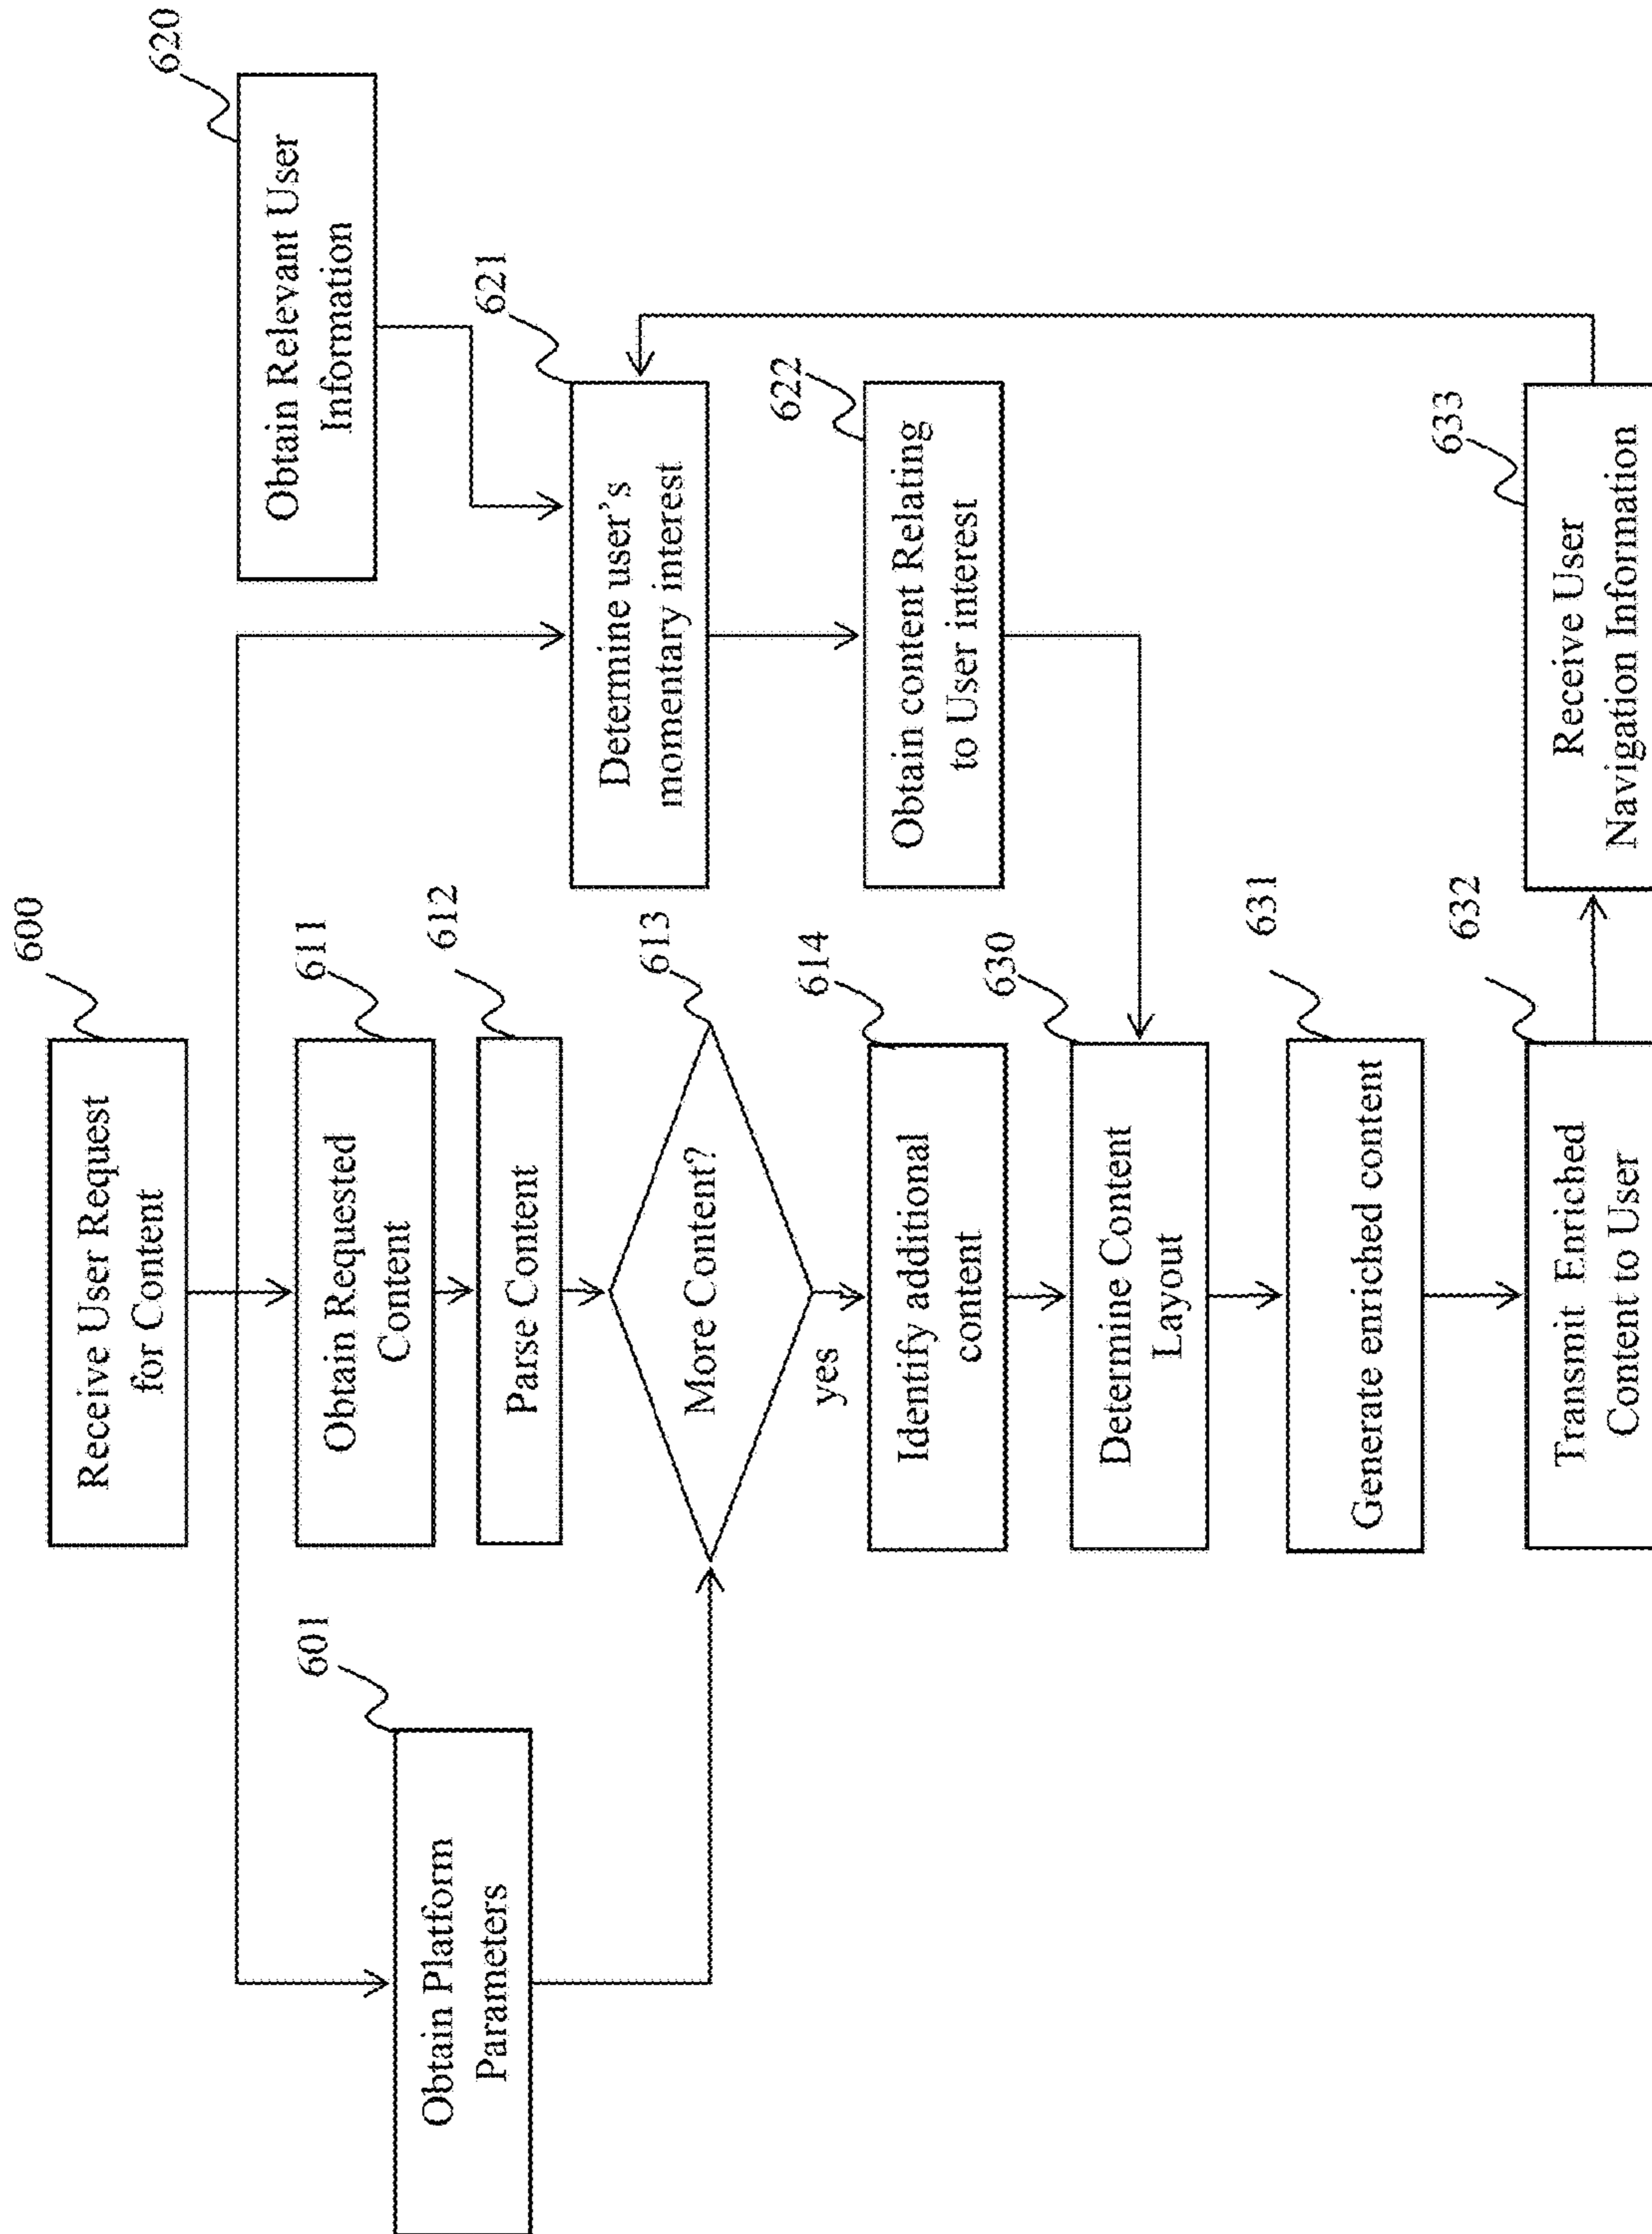 600
Receive User Request
for Content
620
Obtain Relevant User
Information
601
Obtain Platform
Parameters
611
Obtain Requested
Content
612
Parse Content
613
More Content?
yes
621
Determine user's
momentary interest
614
Identify additional
content
622
Obtain content Relating
to User interest
630
Determine Content
Layout
631
Generate enriched content
632
Transmit Enriched
Content to User
633
Receive User
Navigation Information